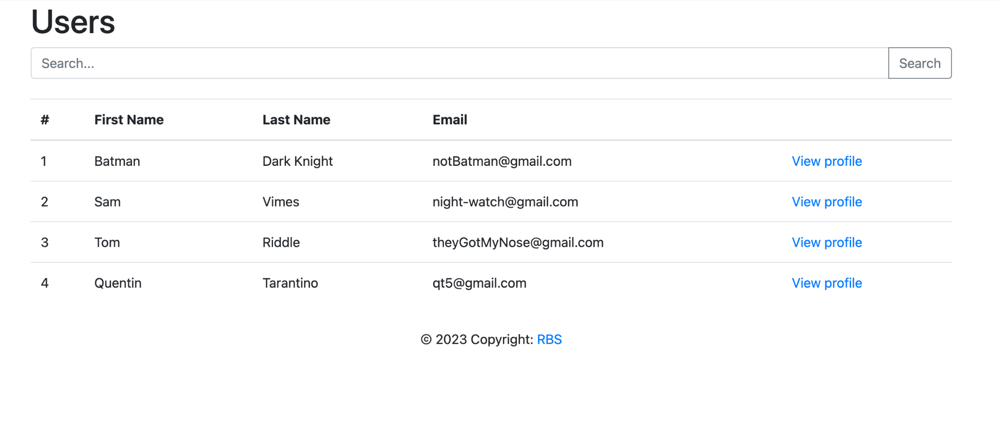 Users
Search... Search
# First Name Last Name Email
1 Batman Dark Knight notBatman@gmail.com View profile
2 Sam Vimes night-watch@gmail.com View profile
3 Tom Riddle theyGotMyNose@gmail.com View profile
4 Quentin Tarantino qt5@gmail.com View profile
© 2023 Copyright: RBS